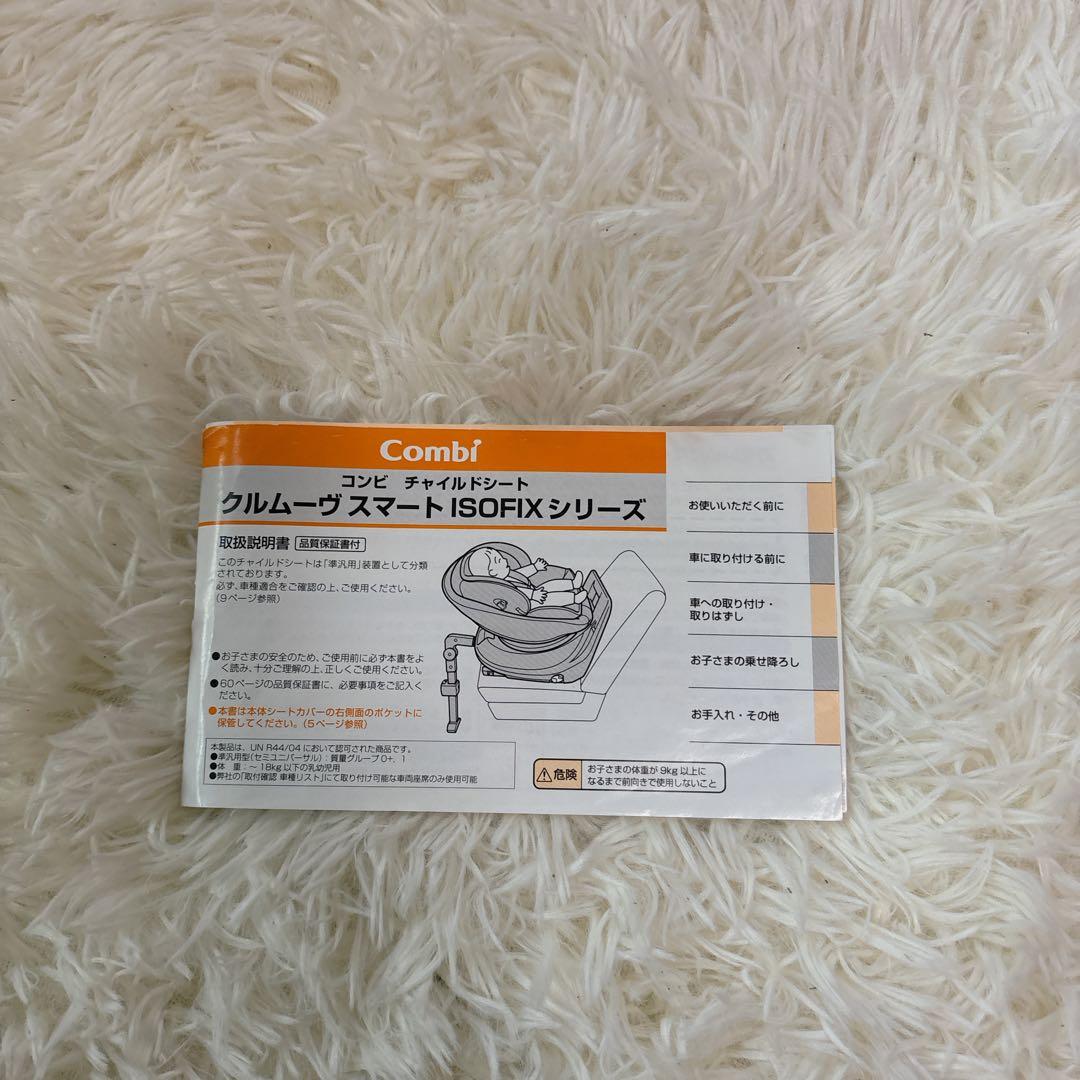 Combi
コンビ チャイルドシート
クルムーヴ スマート ISOFIXシリーズ
取扱説明書 品質保証書付
このチャイルドシートは「準汎用」装置として分類
されております。
必ず、車種適合をご確認の上、ご使用ください。
(9ページ参照)
●お子さまの安全のため、ご使用前に必ず本書をよ
く読み、十分ご理解の上、正しくご使用ください。
●60ページの品質保証書に、必要事項をご記入く
ださい。
●本書は本体シートカバーの右側面のポケットに
保管してください。(5ページ参照)
本製品は、UN R44/04 において認可された商品です。
●準汎用型(セミユニバーサル):質量グループ0+、1
●体 重:~ 18kg 以下の乳幼児用
●弊社の「取付確認 車種リスト」にて取り付け可能な車両座席のみ使用可能
危険
お子さまの体重が 9kg 以上に
なるまで前向きで使用しないこと
お使いいただく前に
車に取り付ける前に
車への取り付け・
取りはずし
お子さまの乗せ降ろし
お手入れ・その他